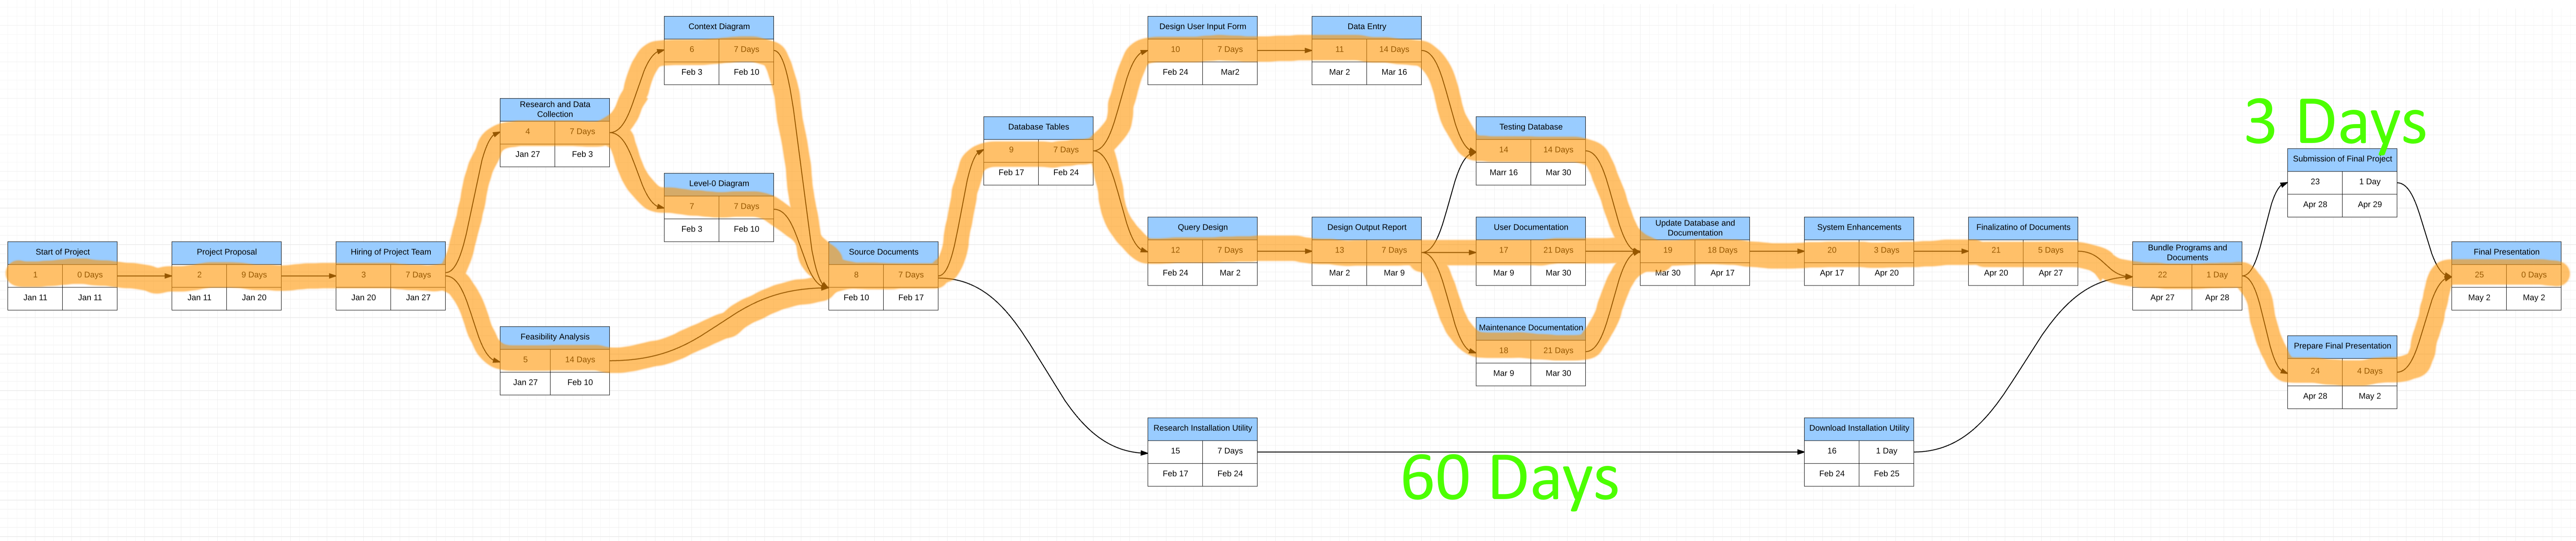 Start of Project
1 0 Days
Jan 11 Jan 11
Project Proposal
2 9 Days
Jan 11 Jan 20
Hiring of Project Team
3 7 Days
Jan 20 Jan 27
Research and Data
Collection
4 7 Days
Jan 27 Feb 3
Feasibility Analysis
5 14 Days
Jan 27 Feb 10
Context Diagram
6 7 Days
Feb 3 Feb 10
Level-0 Diagram
7 7 Days
Feb 3 Feb 10
Source Documents
8 7 Days
Feb 10 Feb 17
Database Tables
9 7 Days
Feb 17 Feb 24
Design User Input Form
10 7 Days
Feb 24 Mar2
Data Entry
11 14 Days
Mar 2 Mar 16
Query Design
12 7 Days
Feb 24 Mar 2
Design Output Report
13 7 Days
Mar 2 Mar 9
Testing Database
14 14 Days
Marr 16 Mar 30
User Documentation
17 21 Days
Mar 9 Mar 30
Maintenance Documentation
18 21 Days
Mar 9 Mar 30
Research Installation Utility
15 7 Days
Feb 17 Feb 24
60 Days
Download Installation Utility
16 1 Day
Feb 24 Feb 25
Update Database and
Documentation
19 18 Days
Mar 30 Apr 17
System Enhancements
20 3 Days
Apr 17 Apr 20
Finalizatino of Documents
21 5 Days
Apr 20 Apr 27
Bundle Programs and
Documents
22 1 Day
Apr 27 Apr 28
3 Days
Submission of Final Project
23 1 Day
Apr 28 Apr 29
Prepare Final Presentation
24 4 Days
Apr 28 May 2
Final Presentation
25 0 Days
May 2 May 2